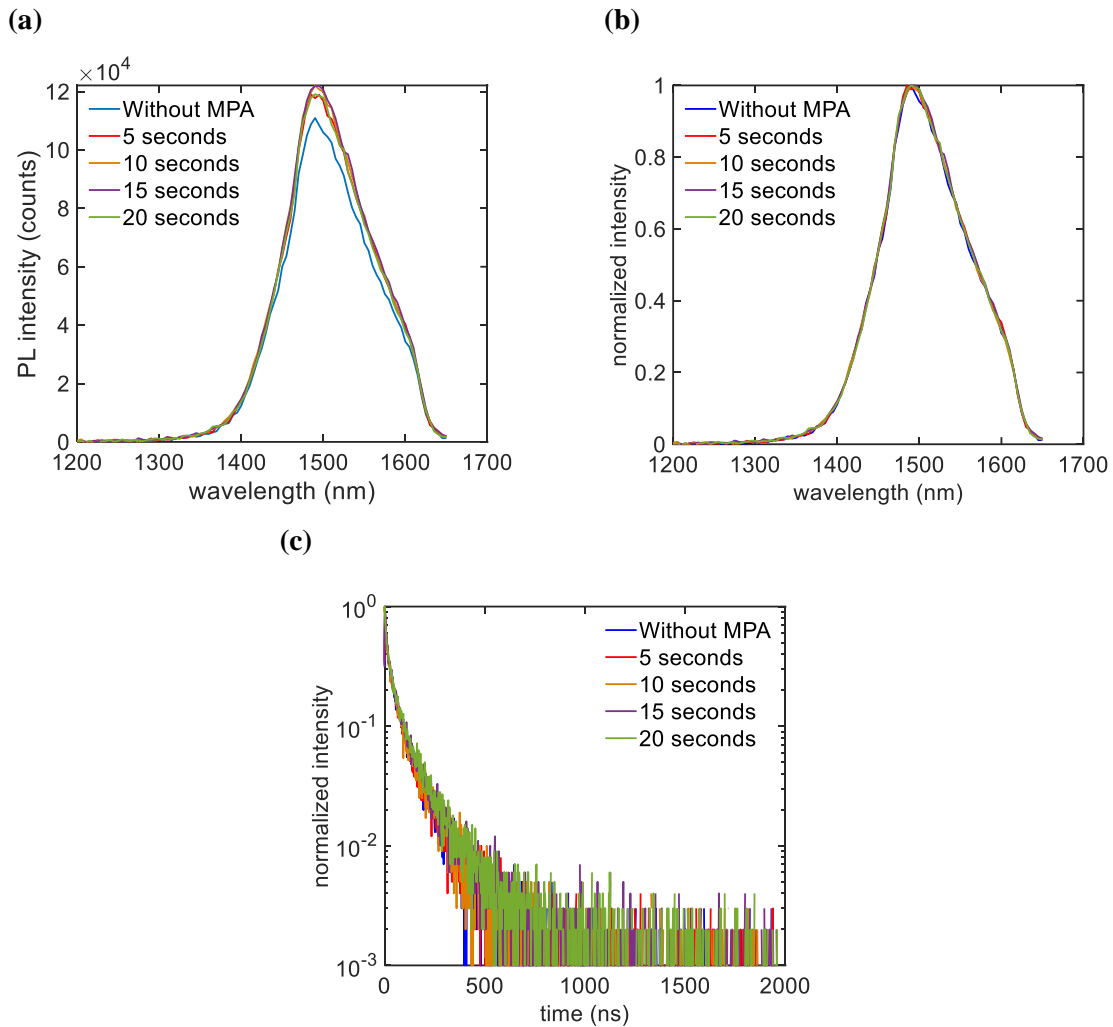 (a)
×10⁴
PL intensity (counts)
12
10
8
6
4
2
0
Without MPA
5 seconds
10 seconds
15 seconds
20 seconds
1200 1300 1400 1500 1600 1700
wavelength (nm)
(b)
normalized intensity
1
0.8
0.6
0.4
0.2
0
Without MPA
5 seconds
10 seconds
15 seconds
20 seconds
1200 1300 1400 1500 1600 1700
wavelength (nm)
(c)
normalized intensity
10⁰
10⁻¹
10⁻²
10⁻³
Without MPA
5 seconds
10 seconds
15 seconds
20 seconds
0 500 1000 1500 2000
time (ns)